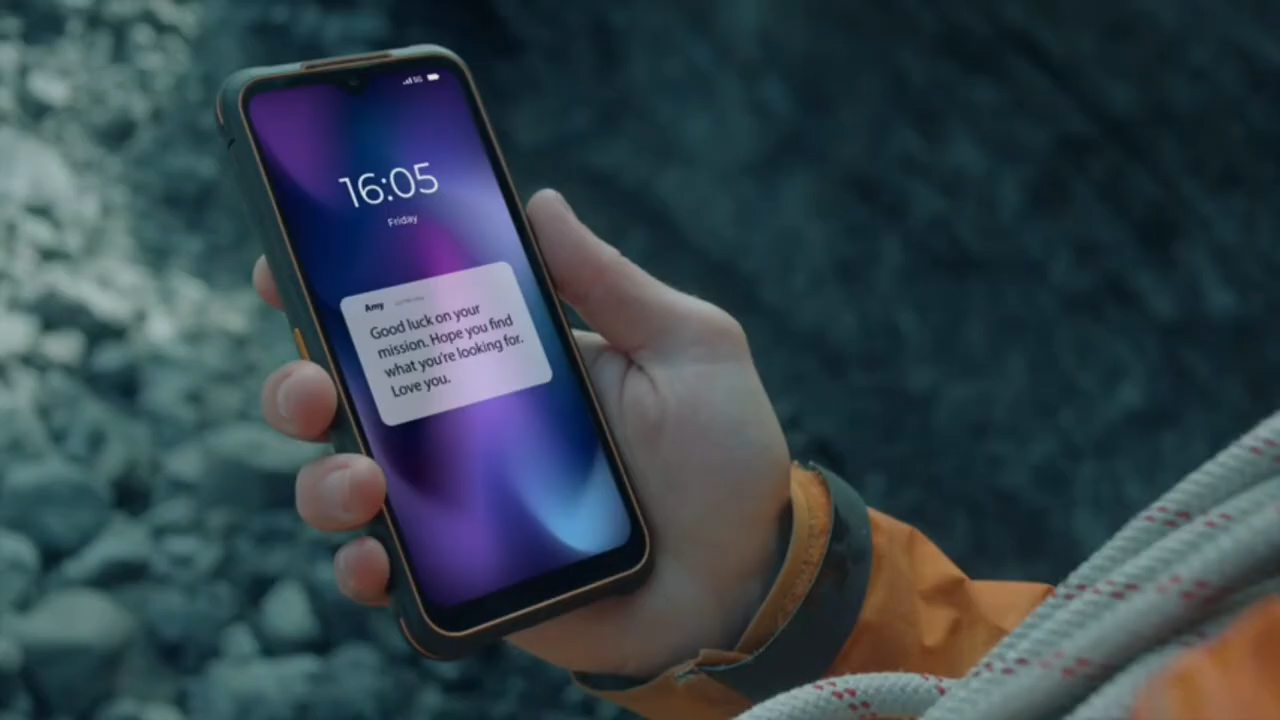 5G
16:05
Friday
Amy
Good luck on your
mission. Hope you find
what you're looking for.
Love you.